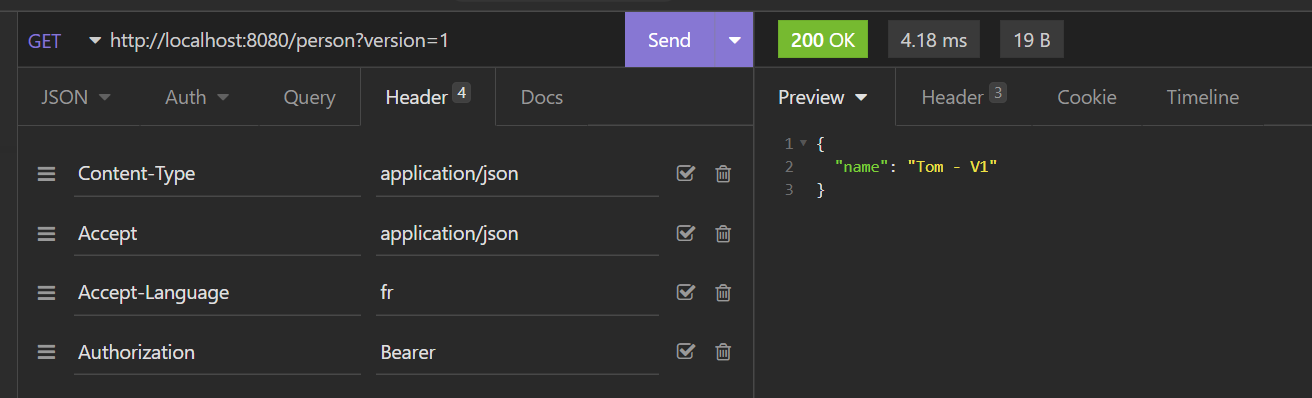 GET http://localhost:8080/person?version=1 Send
JSON Auth Query Header 4 Docs
Content-Type application/json
Accept application/json
Accept-Language fr
Authorization Bearer
200 OK 4.18 ms 19 B
Preview Header 3 Cookie Timeline
1 {
2 "name": "Tom - V1"
3 }